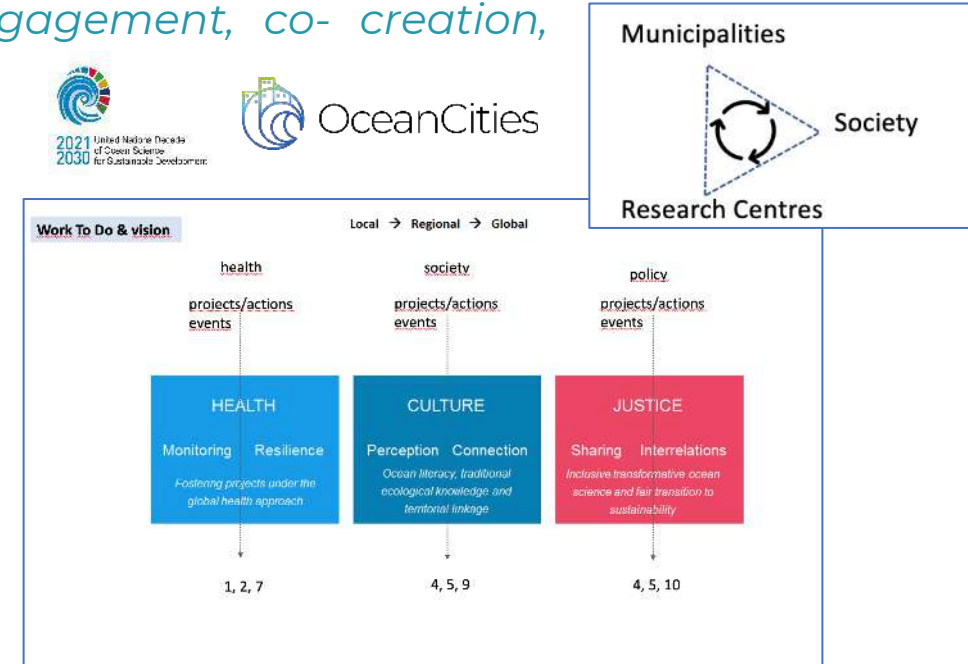 gagement, co- creation,
2021 United Nations Decade
2030 of Ocean Science
for Sustainable Development
OceanCities
Municipalities
Society
Research Centres
Work To Do & vision
Local → Regional → Global
health
projects/actions
events
society
projects/actions
events
policy
projects/actions
events
HEALTH
Monitoring Resilience
Fostering projects under the
global health approach
CULTURE
Perception Connection
Ocean literacy, traditional
ecological knowledge and
territorial linkage
JUSTICE
Sharing Interrelations
Inclusive transformative ocean
science and fair transition to
sustainability
1, 2, 7
4, 5, 9
4, 5, 10